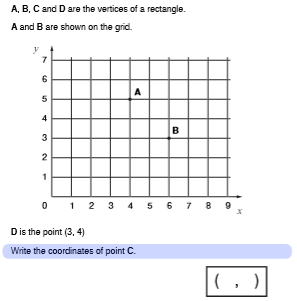 A, B, C and D are the vertices of a rectangle.
A and B are shown on the grid.
y
7
6
5
A
4
B
3
2
1
0 1 2 3 4 5 6 7 8 9 x
D is the point (3, 4)
Write the coordinates of point C.
( , )